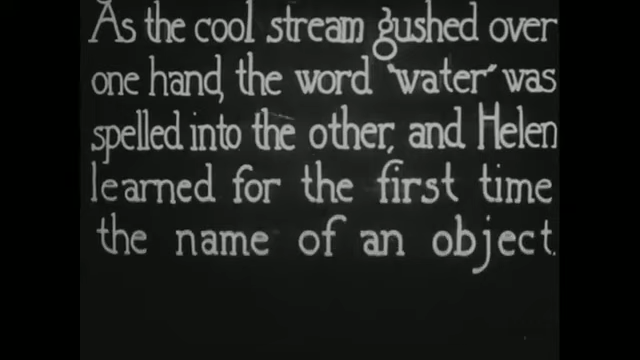 As the cool stream gushed over
one hand, the word "water" was
spelled into the other, and Helen
learned for the first time
the name of an object.